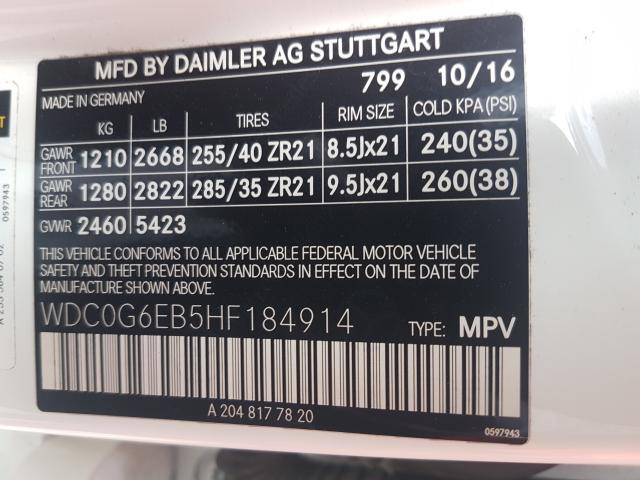 MFD BY DAIMLER AG STUTTGART
799 10/16
MADE IN GERMANY
KG LB TIRES RIM SIZE COLD KPA (PSI)
GAWR FRONT 1210 2668 255/40 ZR21 8.5Jx21 240(35)
GAWR REAR 1280 2822 285/35 ZR21 9.5Jx21 260(38)
GVWR 2460 5423
THIS VEHICLE CONFORMS TO ALL APPLICABLE FEDERAL MOTOR VEHICLE
SAFETY AND THEFT PREVENTION STANDARDS IN EFFECT ON THE DATE OF
MANUFACTURE SHOWN ABOVE.
WDC0G6EB5HF184914 TYPE: MPV
A 204 817 78 20
0597943
0597943